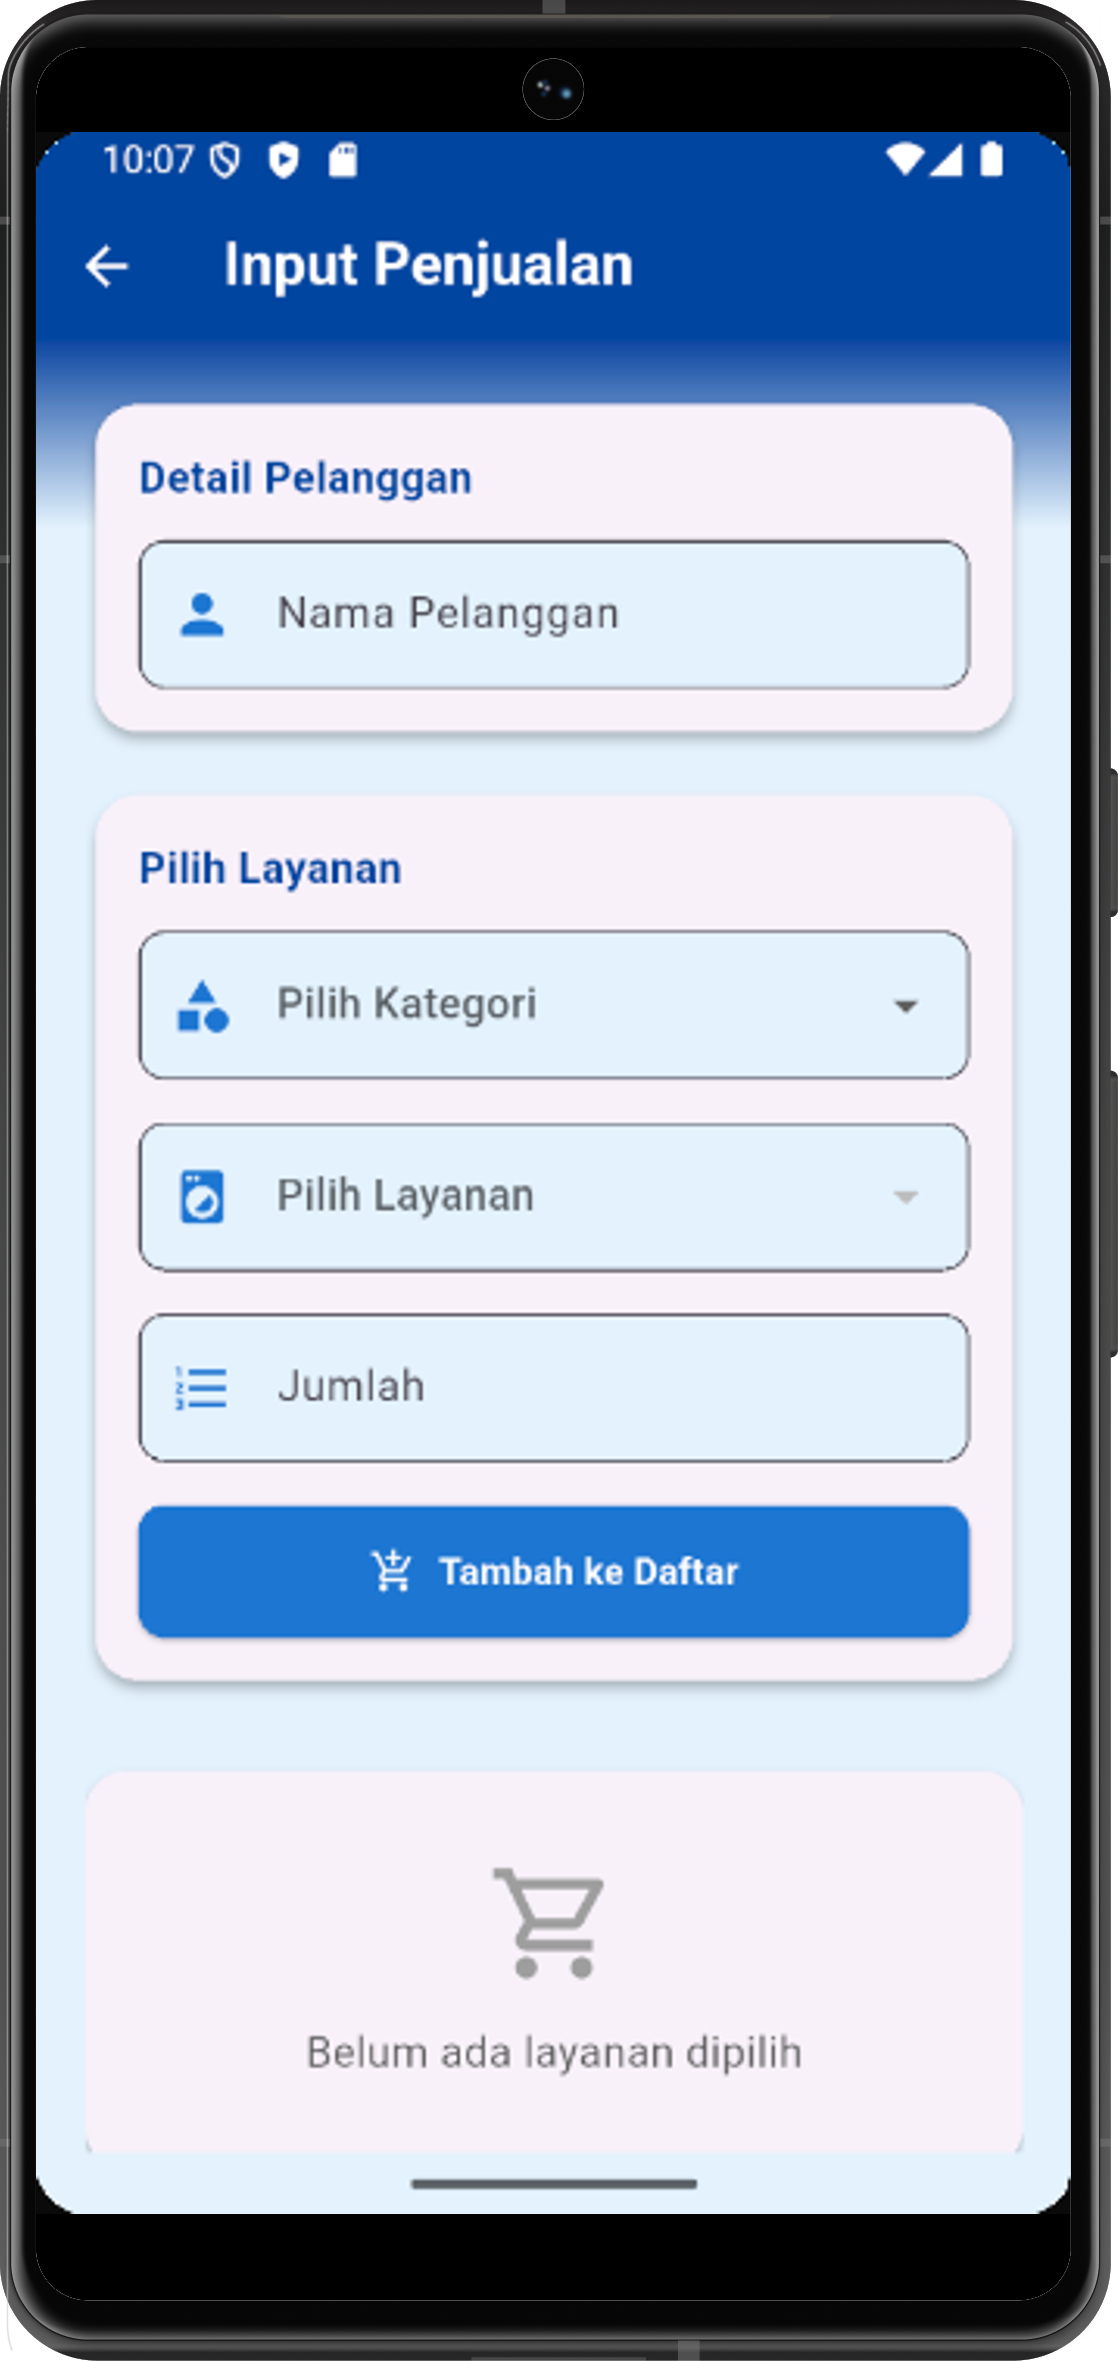 10:07
Input Penjualan
Detail Pelanggan
Nama Pelanggan
Pilih Layanan
Pilih Kategori
Pilih Layanan
Jumlah
Tambah ke Daftar
Belum ada layanan dipilih